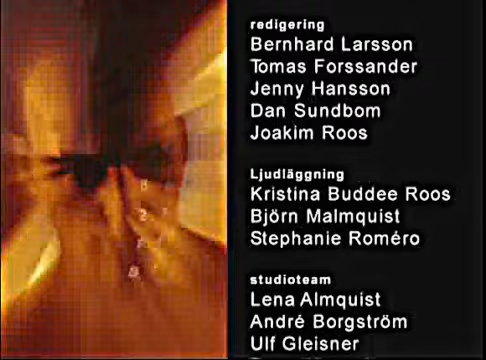 redigering
Bernhard Larsson
Tomas Forssander
Jenny Hansson
Dan Sundbom
Joakim Roos
Ljudläggning
Kristina Buddee Roos
Björn Malmquist
Stephanie Roméro
studioteam
Lena Almquist
André Borgström
Ulf Gleisner